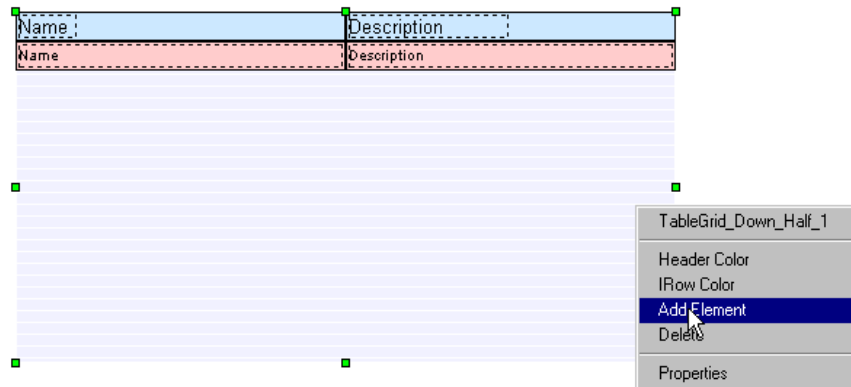 Name Description
Name Description
TableGrid_Down_Half_1
Header Color
IRow Color
Add Element
Delete
Properties